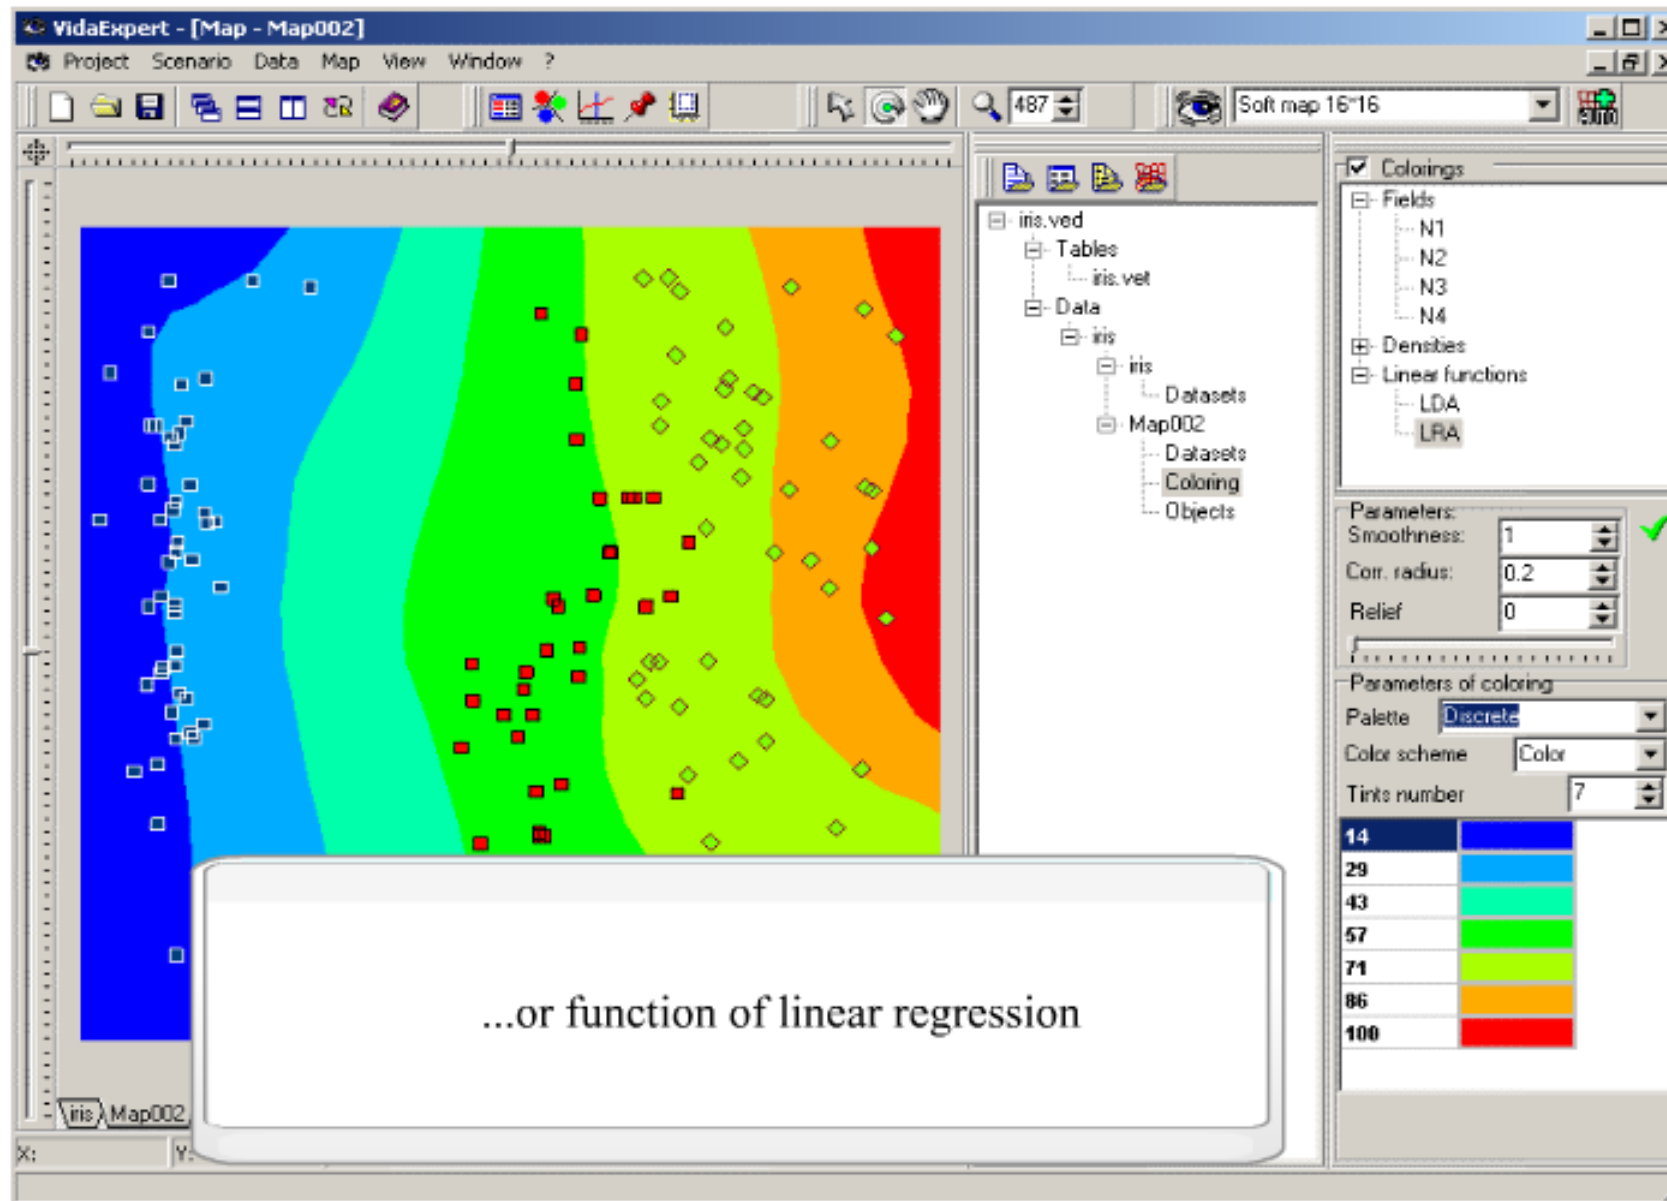 VidaExpert - [Map - Map002]
Project Scenario Data Map View Window ?
487
Soft map 16*16
iris.ved
Tables
iris.vet
Data
iris
iris
Datasets
Map002
Datasets
Coloring
Objects
Colorings
Fields
N1
N2
N3
N4
Densities
Linear functions
LDA
LRA
Parameters:
Smoothness: 1
Corr. radius: 0.2
Relief 0
Parameters of coloring
Palette Discrete
Color scheme Color
Tints number 7
14
29
43
57
71
86
100
...or function of linear regression
iris Map002
X: Y: